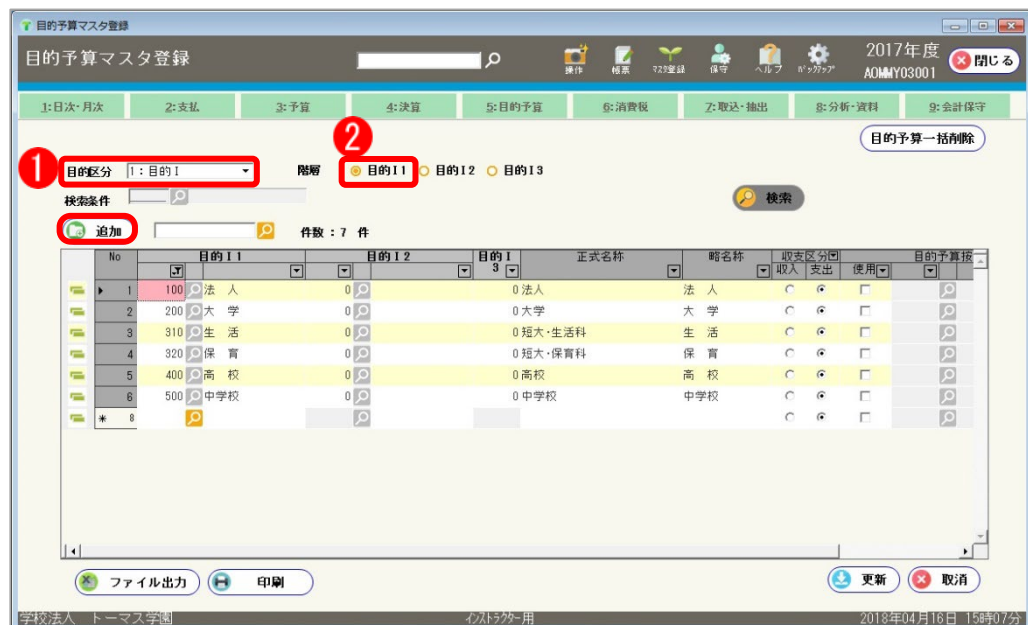 目的予算マスタ登録
目的予算マスタ登録 操作 帳票 マスタ登録 保守 ヘルプ ﾊﾞｯｸｱｯﾌﾟ 2017年度 AOMMY03001 閉じる
1:日次・月次 2:支払 3:予算 4:決算 5:目的予算 6:消費税 7:取込・抽出 8:分析・資料 9:会計保守
目的予算一括削除
1 目的区分 1:目的I 階層 2 目的I1 目的I2 目的I3
検索条件 検索
追加 件数:7 件
No 目的I1 目的I2 目的I3 正式名称 略名称 収支区分 収入 支出 使用 目的予算按
1 100 法 人 0 0 法人 法 人
2 200 大 学 0 0 大学 大 学
3 310 生 活 0 0 短大・生活科 生 活
4 320 保 育 0 0 短大・保育科 保 育
5 400 高 校 0 0 高校 高 校
6 500 中学校 0 0 中学校 中学校
* 8
ファイル出力 印刷 更新 取消
学校法人 トーマス学園 ｲﾝｽﾄﾗｸﾀｰ用 2018年04月16日 15時07分